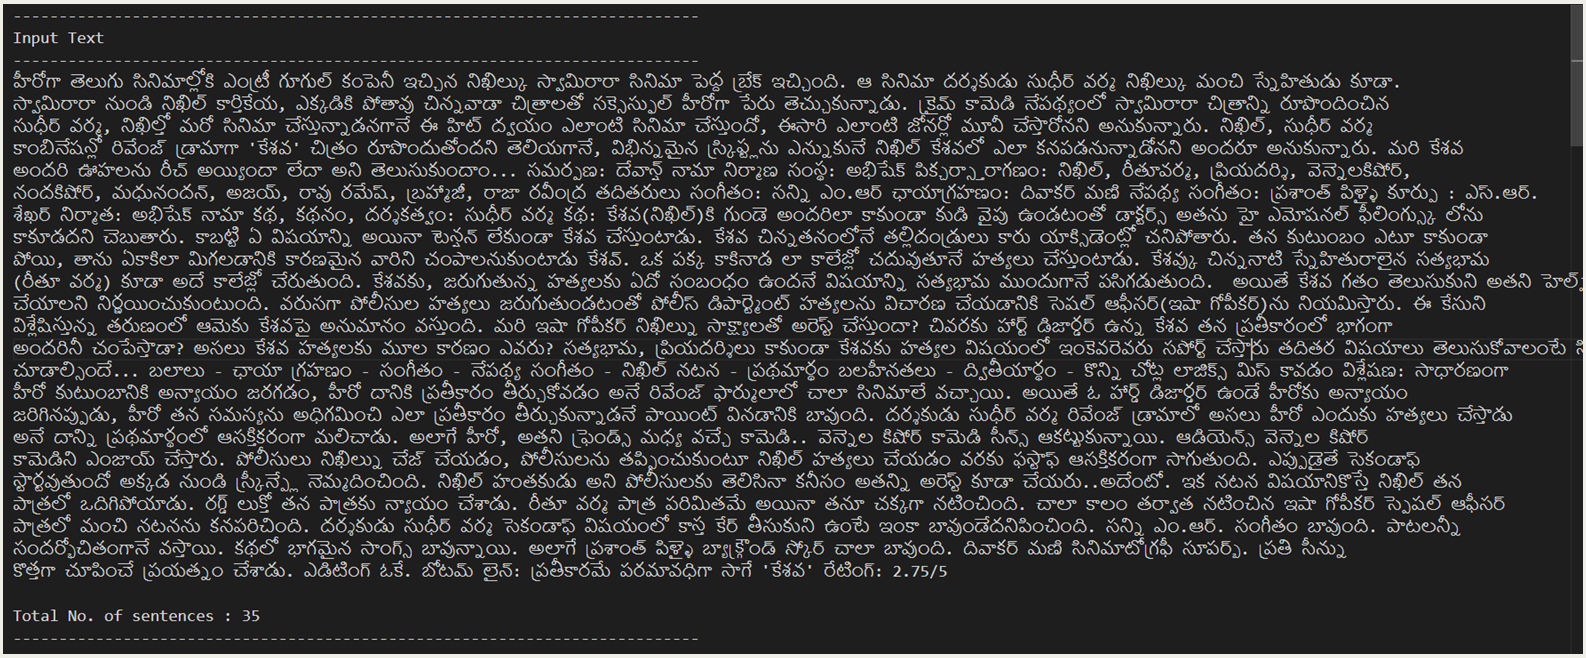 --------------------------------------------------------------------------
Input Text
--------------------------------------------------------------------------
హీరోగా తెలుగు సినిమాల్లోకి ఎంట్రీ గూగుల్ కంపెనీ ఇచ్చిన నిఖిల్కు స్వామిరారా సినిమా పెద్ద బ్రేక్ ఇచ్చింది. ఆ సినిమా దర్శకుడు సుధీర్ వర్మ నిఖిల్కు మంచి స్నేహితుడు కూడా.
స్వామిరారా నుండి నిఖిల్ కార్తికేయ, ఎక్కడికి పోతావు చిన్నవాడా చిత్రాలతో సక్సెస్ఫుల్ హీరోగా పేరు తెచ్చుకున్నాడు. క్రైమ్ కామెడి నేపథ్యంలో స్వామిరారా చిత్రాన్ని రూపొందించిన
సుధీర్ వర్మ, నిఖిల్తో మరో సినిమా చేస్తున్నాడనగానే ఈ హిట్ ద్వయం ఎలాంటి సినిమా చేస్తుందో, ఈసారి ఎలాంటి జోనర్లో మూవీ చేస్తారోనని అనుకున్నారు. నిఖిల్, సుధీర్ వర్మ
కాంబినేషన్లో రివేంజ్ డ్రామాగా 'కేశవ' చిత్రం రూపొందుతోందని తెలియగానే, విభిన్నమైన స్క్రిప్ట్లను ఎన్నుకునే నిఖిల్ కేశవలో ఎలా కనపడనున్నాడోనని అందరూ అనుకున్నారు. మరి కేశవ
అందరి ఊహలను రీచ్ అయ్యిందా లేదా అని తెలుసుకుందాం... సమర్పణ: దేవాన్ష్ నామా నిర్మాణ సంస్థ: అభిషేక్ పిక్చర్స్తారాగణం: నిఖిల్, రీతూవర్మ, ప్రియదర్శి, వెన్నెలకిషోర్,
నందకిషోర్, మధునందన్, అజయ్, రావు రమేష్, బ్రహ్మాజీ, రాజా రవీంద్ర తదితరులు సంగీతం: సన్ని ఎం.ఆర్ ఛాయాగ్రహణం: దివాకర్ మణి నేపథ్య సంగీతం: ప్రశాంత్ పిళ్ళై కూర్పు : ఎస్.ఆర్.
శేఖర్ నిర్మాత: అభిషేక్ నామా కథ, కథనం, దర్శకత్వం: సుధీర్ వర్మ కథ: కేశవ(నిఖిల్)కి గుండె అందరిలా కాకుండా కుడి వైపు ఉండటంతో డాక్టర్స్ అతను హై ఎమోషనల్ ఫీలింగ్స్కు లోను
కాకూడదని చెబుతారు. కాబట్టి ఏ విషయాన్ని అయినా టెన్షన్ లేకుండా కేశవ చేస్తుంటాడు. కేశవ చిన్నతనంలోనే తల్లిదండ్రులు కారు యాక్సిడెంట్లో చనిపోతారు. తన కుటుంబం ఎటూ కాకుండా
పోయి, తాను ఏకాకిలా మిగలడానికి కారణమైన వారిని చంపాలనుకుంటాడు కేశవ్. ఒక పక్క కాకినాడ లా కాలేజ్లో చదువుతూనే హత్యలు చేస్తుంటాడు. కేశవ్కు చిన్ననాటి స్నేహితురాలైన సత్యభామ
(రీతూ వర్మ) కూడా అదే కాలేజ్లో చేరుతుంది. కేశవకు, జరుగుతున్న హత్యలకు ఏదో సంబంధం ఉందనే విషయాన్ని సత్యభామ ముందుగానే పసిగడుతుంది.  అయితే కేశవ గతం తెలుసుకుని అతని హెల్ప్
చేయాలని నిర్ణయించుకుంటుంది. వరుసగా పోలీసుల హత్యలు జరుగుతుండటంతో పోలీస్ డిపార్ట్మెంట్ హత్యలను విచారణ చేయడానికి సెషల్ ఆఫీసర్(ఇషా గోపీకర్)ను నియమిస్తారు. ఈ కేసుని
విశ్లేషిస్తున్న తరుణంలో ఆమెకు కేశవపై అనుమానం వస్తుంది. మరి ఇషా గోపీకర్ నిఖిల్ను సాక్ష్యాలతో అరెస్ట్ చేస్తుందా? చివరకు హార్ట్ డిజార్డర్ ఉన్న కేశవ తన ప్రతీకారంలో భాగంగా
అందరినీ చంపేస్తాడా? అసలు కేశవ హత్యలకు మూల కారణం ఎవరు? సత్యభామ, ప్రియదర్శిలు కాకుండా కేశవకు హత్యల విషయంలో ఇంకెవరెవరు సపోర్ట్ చేస్తారు తదితర విషయాలు తెలుసుకోవాలంటే
చూడాల్సిందే... బలాలు - ఛాయా గ్రహణం - సంగీతం - నేపథ్య సంగీతం - నిఖిల్ నటన - ప్రథమార్థం బలహీనతలు - ద్వితీయార్థం - కొన్ని చోట్ల లాజిక్స్ మిస్ కావడం విశ్లేషణ: సాధారణంగా
హీరో కుటుంబానికి అన్యాయం జరగడం, హీరో దానికి ప్రతీకారం తీర్చుకోవడం అనే రివేంజ్ ఫార్ములాలో చాలా సినిమాలే వచ్చాయి. అయితే ఓ హార్ట్ డిజార్డర్ ఉండే హీరోకు అన్యాయం
జరిగినప్పుడు, హీరో తన సమస్యను అధిగమించి ఎలా ప్రతీకారం తీర్చుకున్నాడనే పాయింట్ వినడానికి బావుంది. దర్శకుడు సుధీర్ వర్మ రివేంజ్ డ్రామాలో అసలు హీరో ఎందుకు హత్యలు చేస్తాడు
అనే దాన్ని ప్రథమార్థంలో ఆసక్తికరంగా మలిచాడు. అలాగే హీరో, అతని ఫ్రెండ్స్ మధ్య వచ్చే కామెడి.. వెన్నెల కిషోర్ కామెడి సీన్స్ ఆకట్టుకున్నాయి. ఆడియెన్స్ వెన్నెల కిషోర్
కామెడిని ఎంజాయ్ చేస్తారు. పోలీసులు నిఖిల్ను చేజ్ చేయడం, పోలీసులను తప్పించుకుంటూ నిఖిల్ హత్యలు చేయడం వరకు ఫస్టాఫ్ ఆసక్తికరంగా సాగుతుంది. ఎప్పుడైతే సెకండాఫ్
స్టార్టవుతుందో అక్కడ నుండి స్క్రీన్ప్లే నెమ్మదించింది. నిఖిల్ హంతకుడు అని పోలీసులకు తెలిసినా కనీసం అతన్ని అరెస్ట్ కూడా చేయరు..అదేంటో. ఇక నటన విషయానికొస్తే నిఖిల్ తన
పాత్రలో ఒదిగిపోయాడు. రగ్డ్ లుక్తో తన పాత్రకు న్యాయం చేశాడు. రీతూ వర్మ పాత్ర పరిమితమే అయినా తనూ చక్కగా నటించింది. చాలా కాలం తర్వాత నటించిన ఇషా గోపీకర్ స్పెషల్ ఆఫీసర్
పాత్రలో మంచి నటనను కనపరిచింది. దర్శకుడు సుధీర్ వర్మ సెకండాఫ్ విషయంలో కాస్త కేర్ తీసుకుని ఉంటే ఇంకా బావుండేదనిపించింది. సన్ని ఎం.ఆర్. సంగీతం బావుంది. పాటలన్నీ
సందర్భోచితంగానే వస్తాయి. కథలో భాగమైన సాంగ్స్ బావున్నాయి. అలాగే ప్రశాంత్ పిళ్ళై బ్యాక్గ్రౌండ్ స్కోర్ చాలా బావుంది. దివాకర్ మణి సినిమాటోగ్రఫీ సూపర్బ్. ప్రతి సీన్ను
కొత్తగా చూపించే ప్రయత్నం చేశాడు. ఎడిటింగ్ ఓకే. బోటమ్ లైన్: ప్రతీకారమే పరమావధిగా సాగే 'కేశవ' రేటింగ్: 2.75/5
Total No. of sentences : 35
--------------------------------------------------------------------------